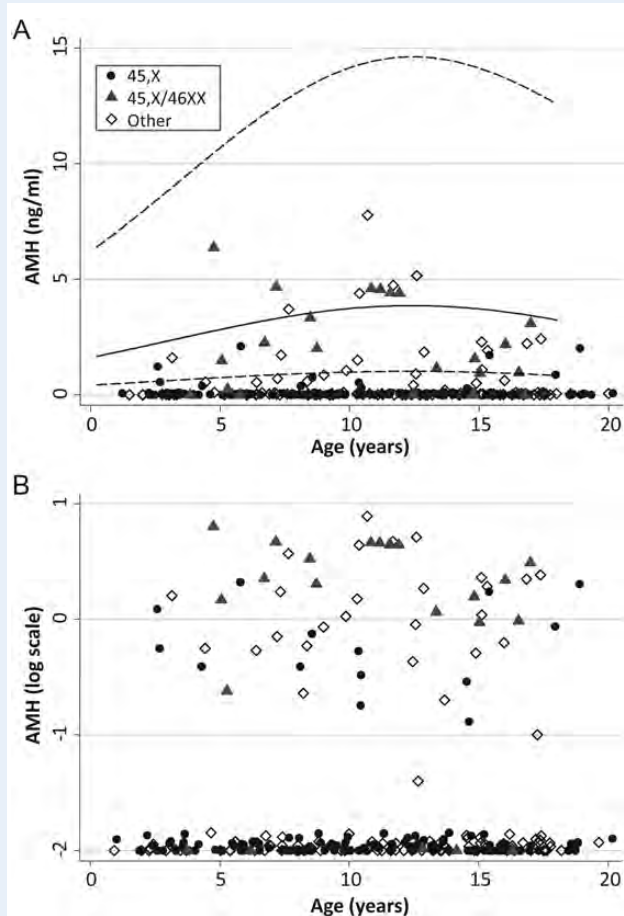 A
15
10
5
0
AMH (ng/ml)
45,X
45,X/46XX
Other
0 5 10 15 20
Age (years)
B
1
0
-1
-2
AMH (log scale)
0 5 10 15 20
Age (years)